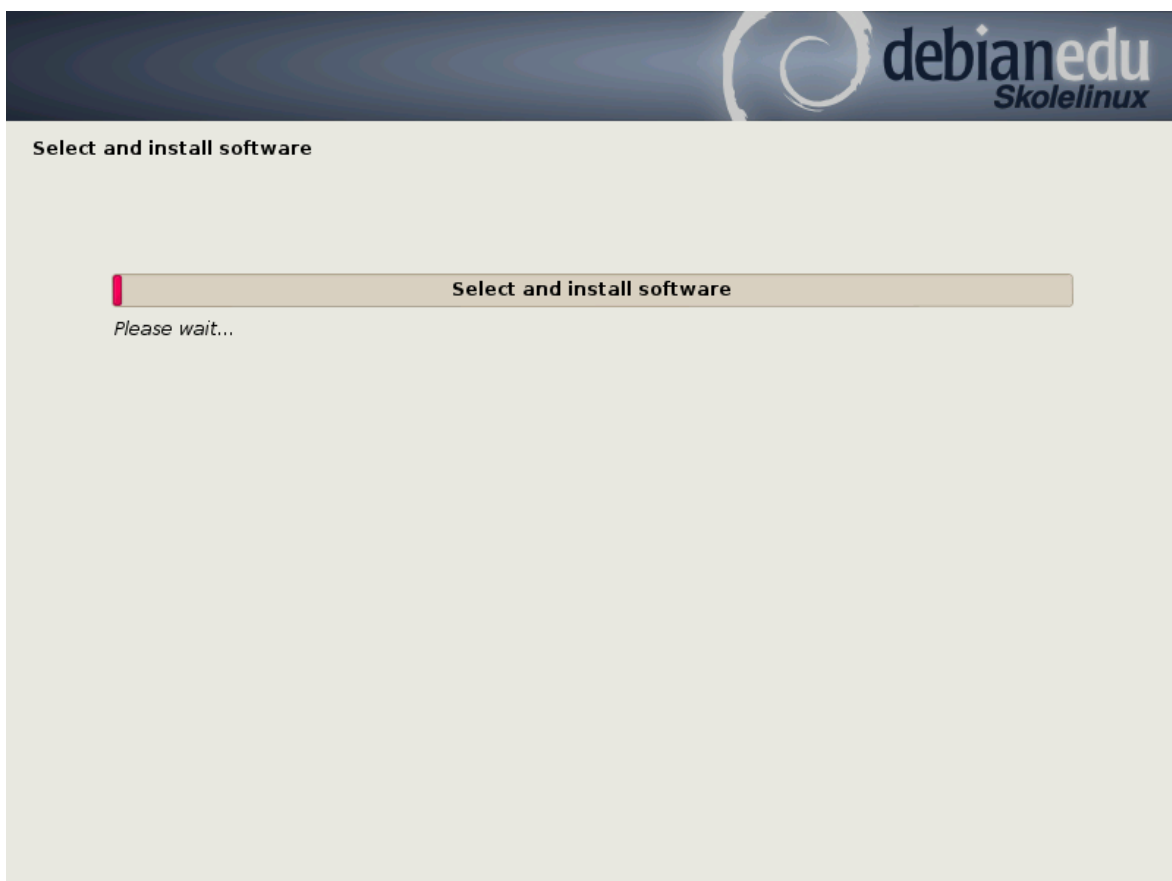 debianedu
Skolelinux
Select and install software
Select and install software
Please wait...